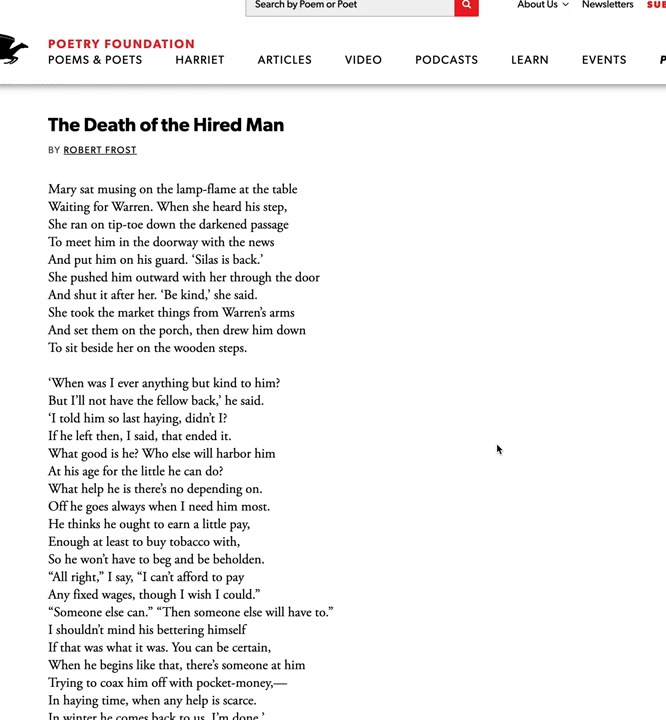 Search by Poem or Poet
About Us
Newsletters
SUB
POETRY FOUNDATION
POEMS & POETS
HARRIET
ARTICLES
VIDEO
PODCASTS
LEARN
EVENTS
P
The Death of the Hired Man
BY ROBERT FROST
Mary sat musing on the lamp-flame at the table
Waiting for Warren. When she heard his step,
She ran on tip-toe down the darkened passage
To meet him in the doorway with the news
And put him on his guard. ‘Silas is back.’
She pushed him outward with her through the door
And shut it after her. ‘Be kind,’ she said.
She took the market things from Warren’s arms
And set them on the porch, then drew him down
To sit beside her on the wooden steps.
‘When was I ever anything but kind to him?
But I’ll not have the fellow back,’ he said.
‘I told him so last haying, didn’t I?
If he left then, I said, that ended it.
What good is he? Who else will harbor him
At his age for the little he can do?
What help he is there’s no depending on.
Off he goes always when I need him most.
He thinks he ought to earn a little pay,
Enough at least to buy tobacco with,
So he won’t have to beg and be beholden.
“All right,” I say, “I can’t afford to pay
Any fixed wages, though I wish I could.”
“Someone else can.” “Then someone else will have to.”
I shouldn’t mind his bettering himself
If that was what it was. You can be certain,
When he begins like that, there’s someone at him
Trying to coax him off with pocket-money,—
In haying time, when any help is scarce.
In winter he comes back to us. I’m done.’